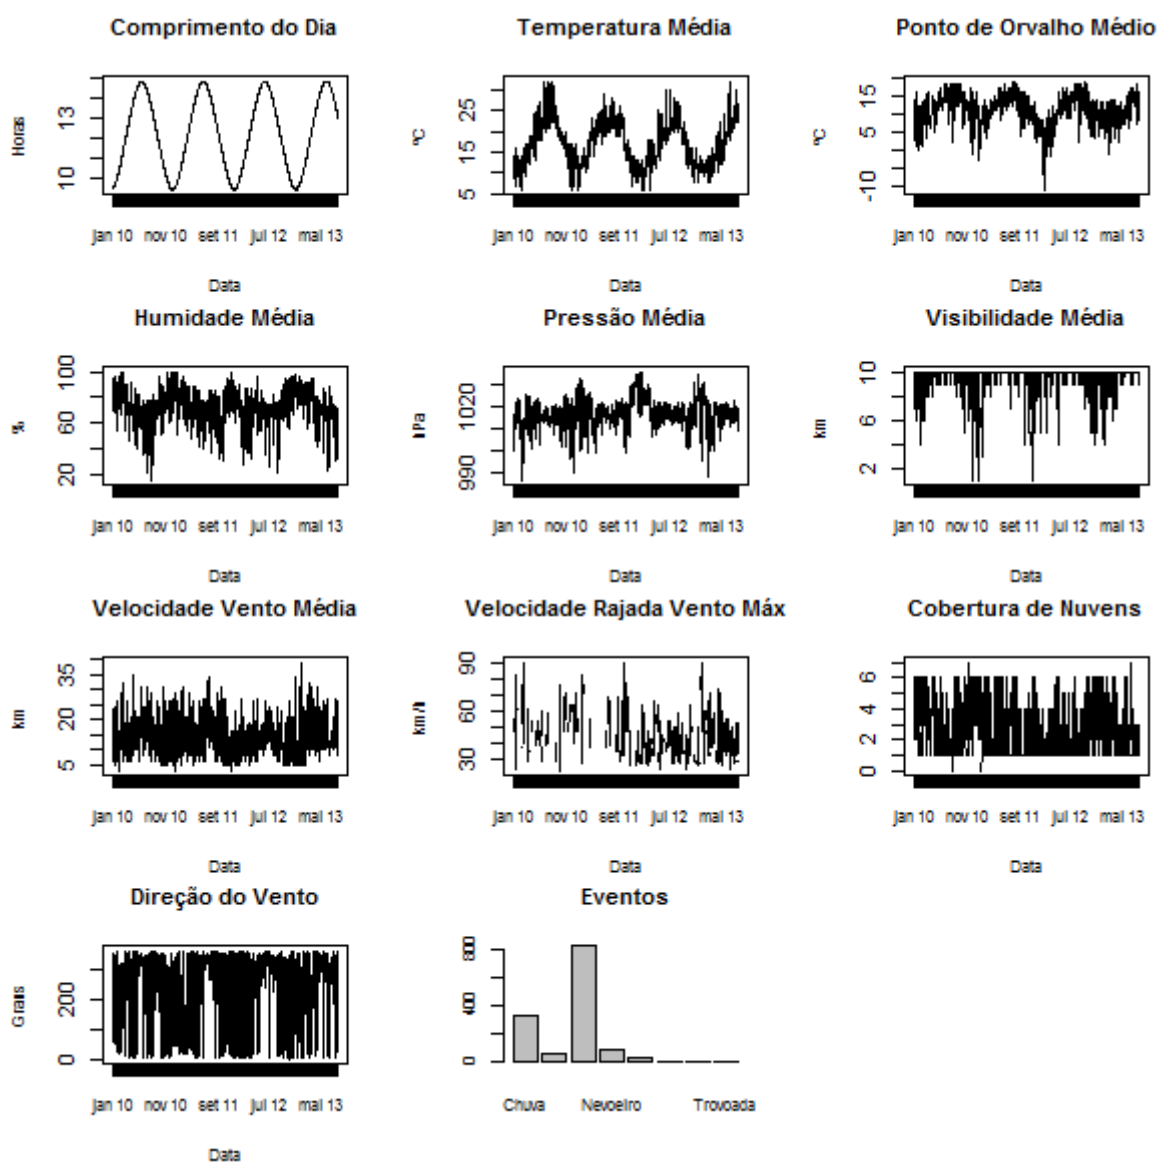 Comprimento do Dia
Horas
13
10
jan 10 nov 10 set 11 jul 12 mai 13
Data
Temperatura Média
ºC
25
15
5
jan 10 nov 10 set 11 jul 12 mai 13
Data
Ponto de Orvalho Médio
ºC
15
5
-10
jan 10 nov 10 set 11 jul 12 mai 13
Data
Humidade Média
%
100
60
20
jan 10 nov 10 set 11 jul 12 mai 13
Data
Pressão Média
hPa
1020
990
jan 10 nov 10 set 11 jul 12 mai 13
Data
Visibilidade Média
km
10
6
2
jan 10 nov 10 set 11 jul 12 mai 13
Data
Velocidade Vento Média
km
35
20
5
jan 10 nov 10 set 11 jul 12 mai 13
Data
Velocidade Rajada Vento Máx
km/h
90
60
30
jan 10 nov 10 set 11 jul 12 mai 13
Data
Cobertura de Nuvens
6
4
2
0
jan 10 nov 10 set 11 jul 12 mai 13
Data
Direção do Vento
Graus
200
0
jan 10 nov 10 set 11 jul 12 mai 13
Data
Eventos
800
400
0
Chuva Nevoeiro Trovoada